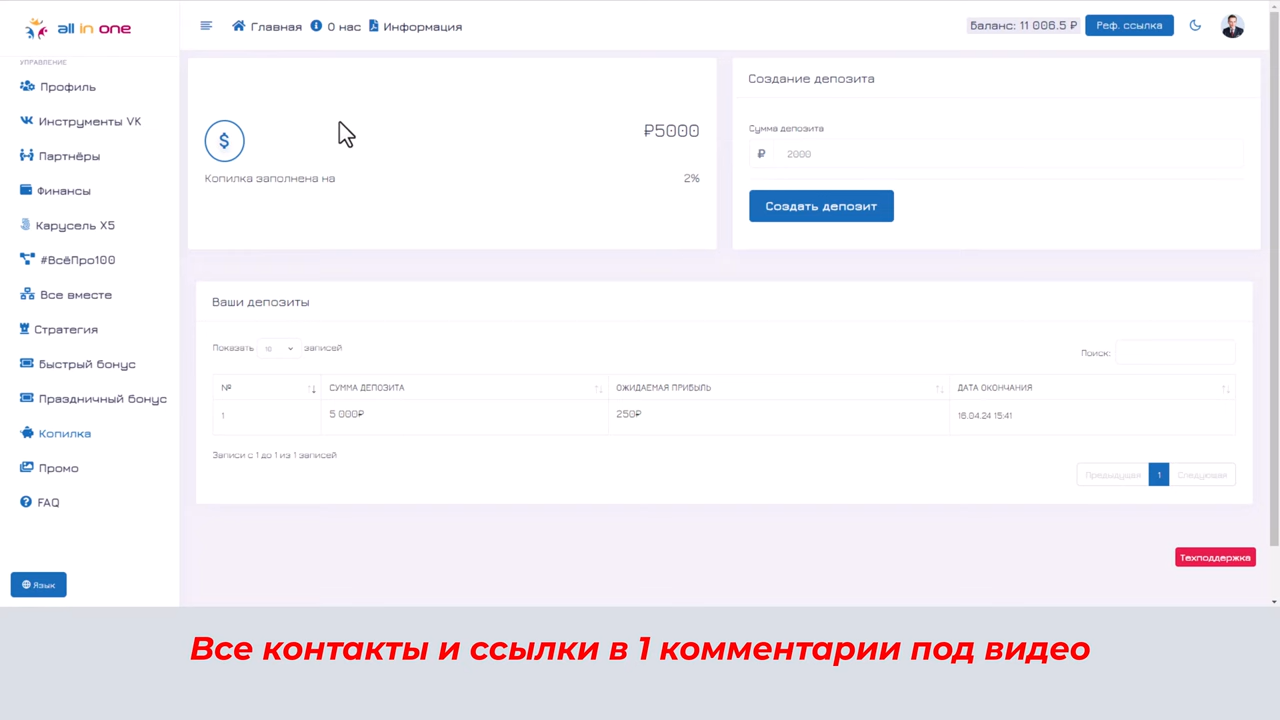 all in one
Главная О нас Информация
Баланс: 11 006.5 ₽ Реф. ссылка
УПРАВЛЕНИЕ
Профиль
Инструменты VK
Партнёры
Финансы
Карусель X5
#ВсёПро100
Все вместе
Стратегия
Быстрый бонус
Праздничный бонус
Копилка
Промо
FAQ
Язык
$
₽5000
Копилка заполнена на 2%
Создание депозита
Сумма депозита
₽ 2000
Создать депозит
Ваши депозиты
Показать 10 записей
Поиск:
№ СУММА ДЕПОЗИТА ОЖИДАЕМАЯ ПРИБЫЛЬ ДАТА ОКОНЧАНИЯ
1 5 000₽ 250₽ 16.04.24 15:41
Записи с 1 до 1 из 1 записей
Предыдущая 1 Следующая
Техподдержка
Все контакты и ссылки в 1 комментарии под видео